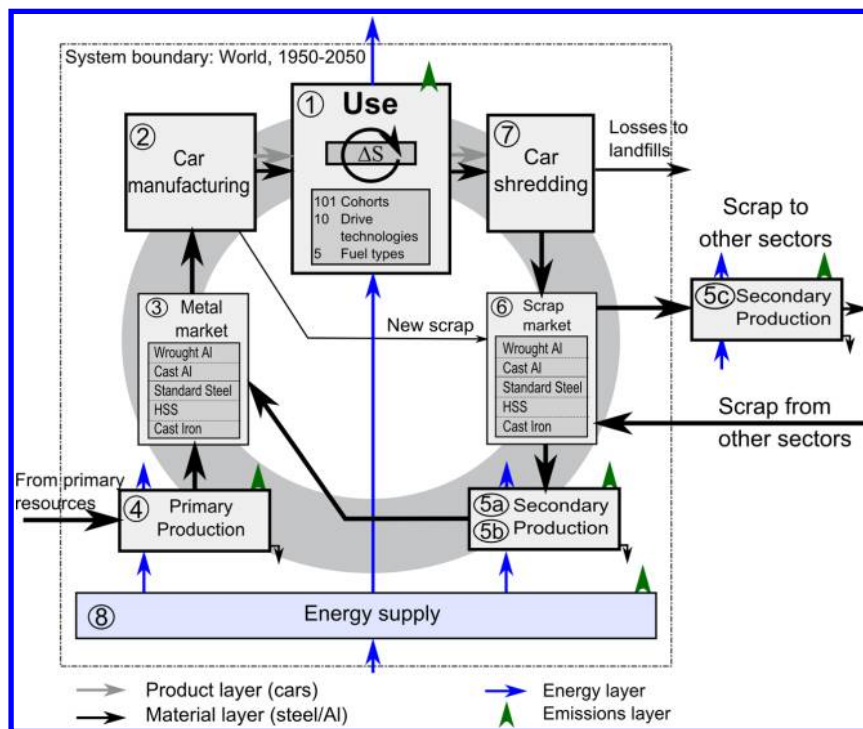 System boundary: World, 1950-2050
① Use
ΔS
101 Cohorts
10 Drive
technologies
5 Fuel types
② Car
manufacturing
⑦ Car
shredding
Losses to
landfills
Scrap to
other sectors
5c Secondary
Production
③ Metal
market
Wrought Al
Cast Al
Standard Steel
HSS
Cast Iron
New scrap
⑥ Scrap
market
Wrought Al
Cast Al
Standard Steel
HSS
Cast Iron
Scrap from
other sectors
From primary
resources
④ Primary
Production
5a Secondary
5b Production
⑧ Energy supply
Product layer (cars)
Material layer (steel/Al)
Energy layer
Emissions layer